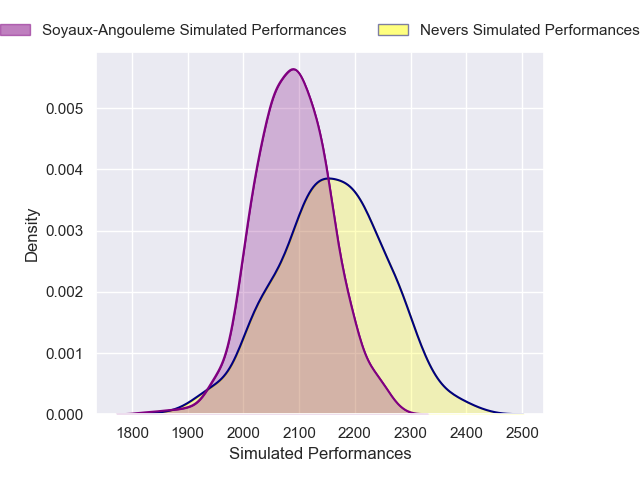 Soyaux-Angouleme Simulated Performances
Nevers Simulated Performances
0.005
0.004
0.003
0.002
0.001
0.000
Density
1800 1900 2000 2100 2200 2300 2400 2500
Simulated Performances